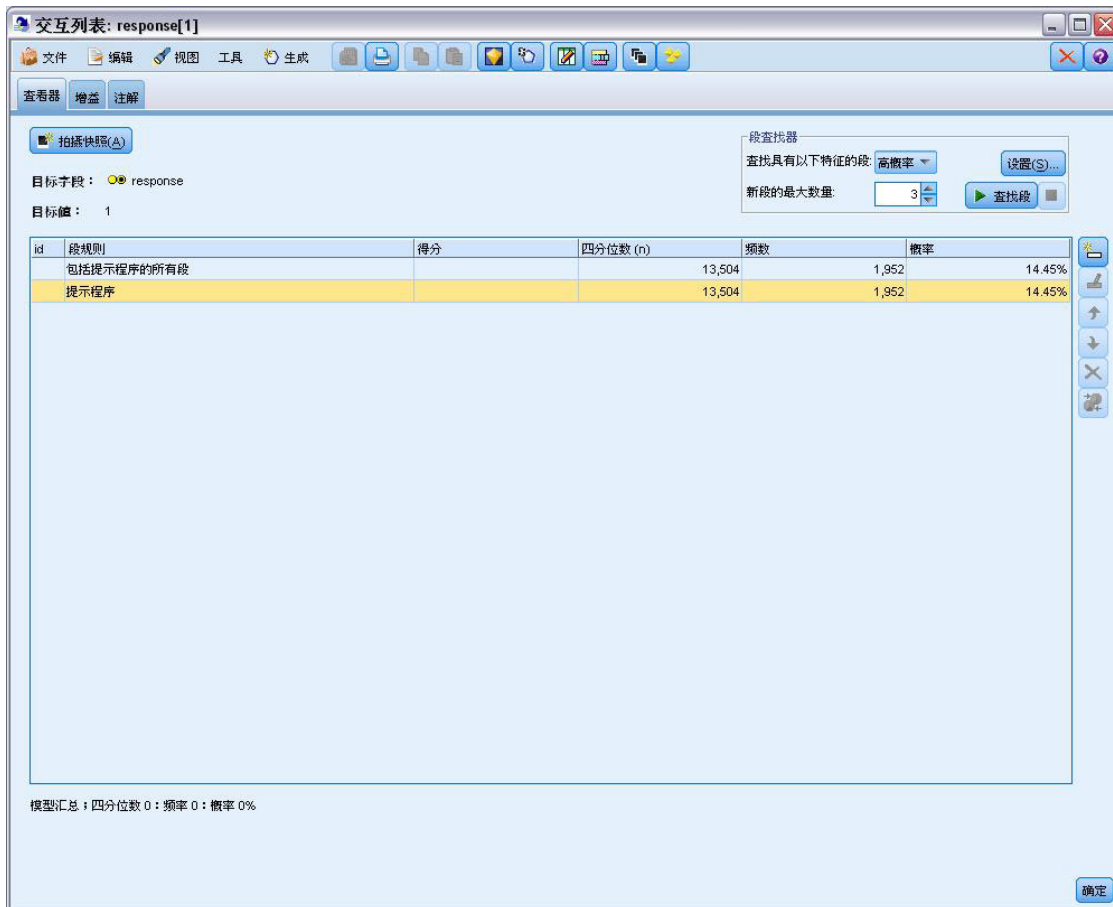 交互列表: response[1]
文件 编辑 视图 工具 生成
查看器 增益 注解
拍摄快照(A)
段查找器
查找具有以下特征的段: 高概率 设置(S)...
目标字段： response
新段的最大数量: 3 查找段
目标值： 1
id 段规则 得分 四分位数 (n) 频数 概率
包括提示程序的所有段 13,504 1,952 14.45%
提示程序 13,504 1,952 14.45%
模型汇总；四分位数 0：频率 0：概率 0%
确定